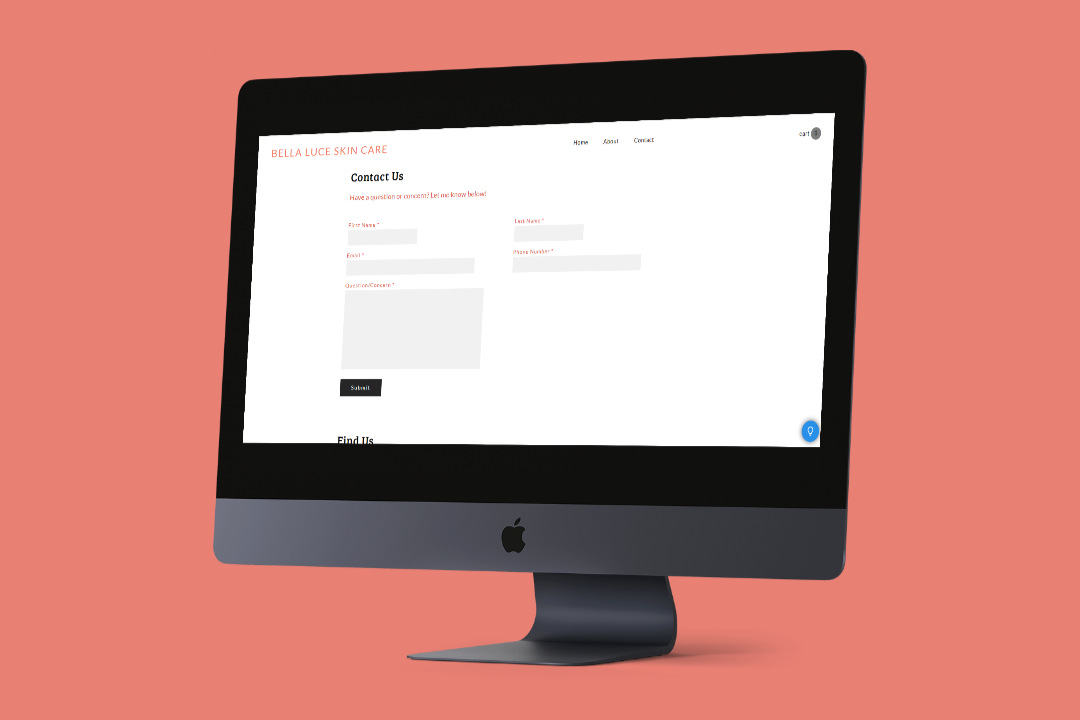 BELLA LUCE SKIN CARE
Home About Contact
cart
Contact Us
Have a question or concern? Let me know below!
First Name *
Last Name *
Email *
Phone Number *
Question/Concern *
Submit
Find Us